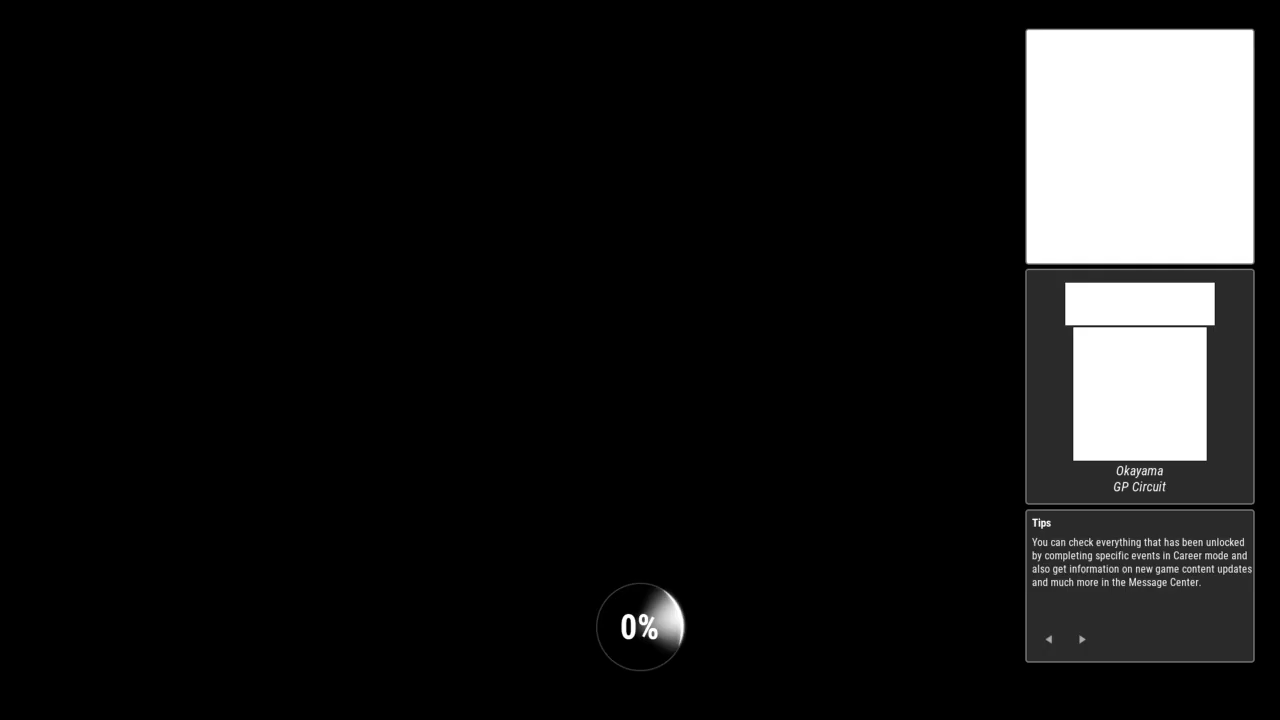 Okayama
GP Circuit
Tips
You can check everything that has been unlocked
by completing specific events in Career mode and
also get information on new game content updates
and much more in the Message Center.
0%